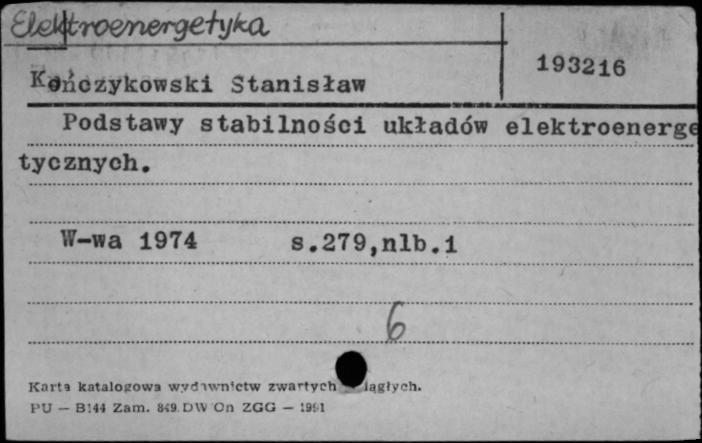 Elektroenergetyka
193216
Kończykowski Stanisław
Podstawy stabilności układów elektroenerge
tycznych.
W-wa 1974 s.279,nlb.1
6
Karta katalogowa wydawnictw zwartych
PU — B144 Zam. 849. DW On ZGG —